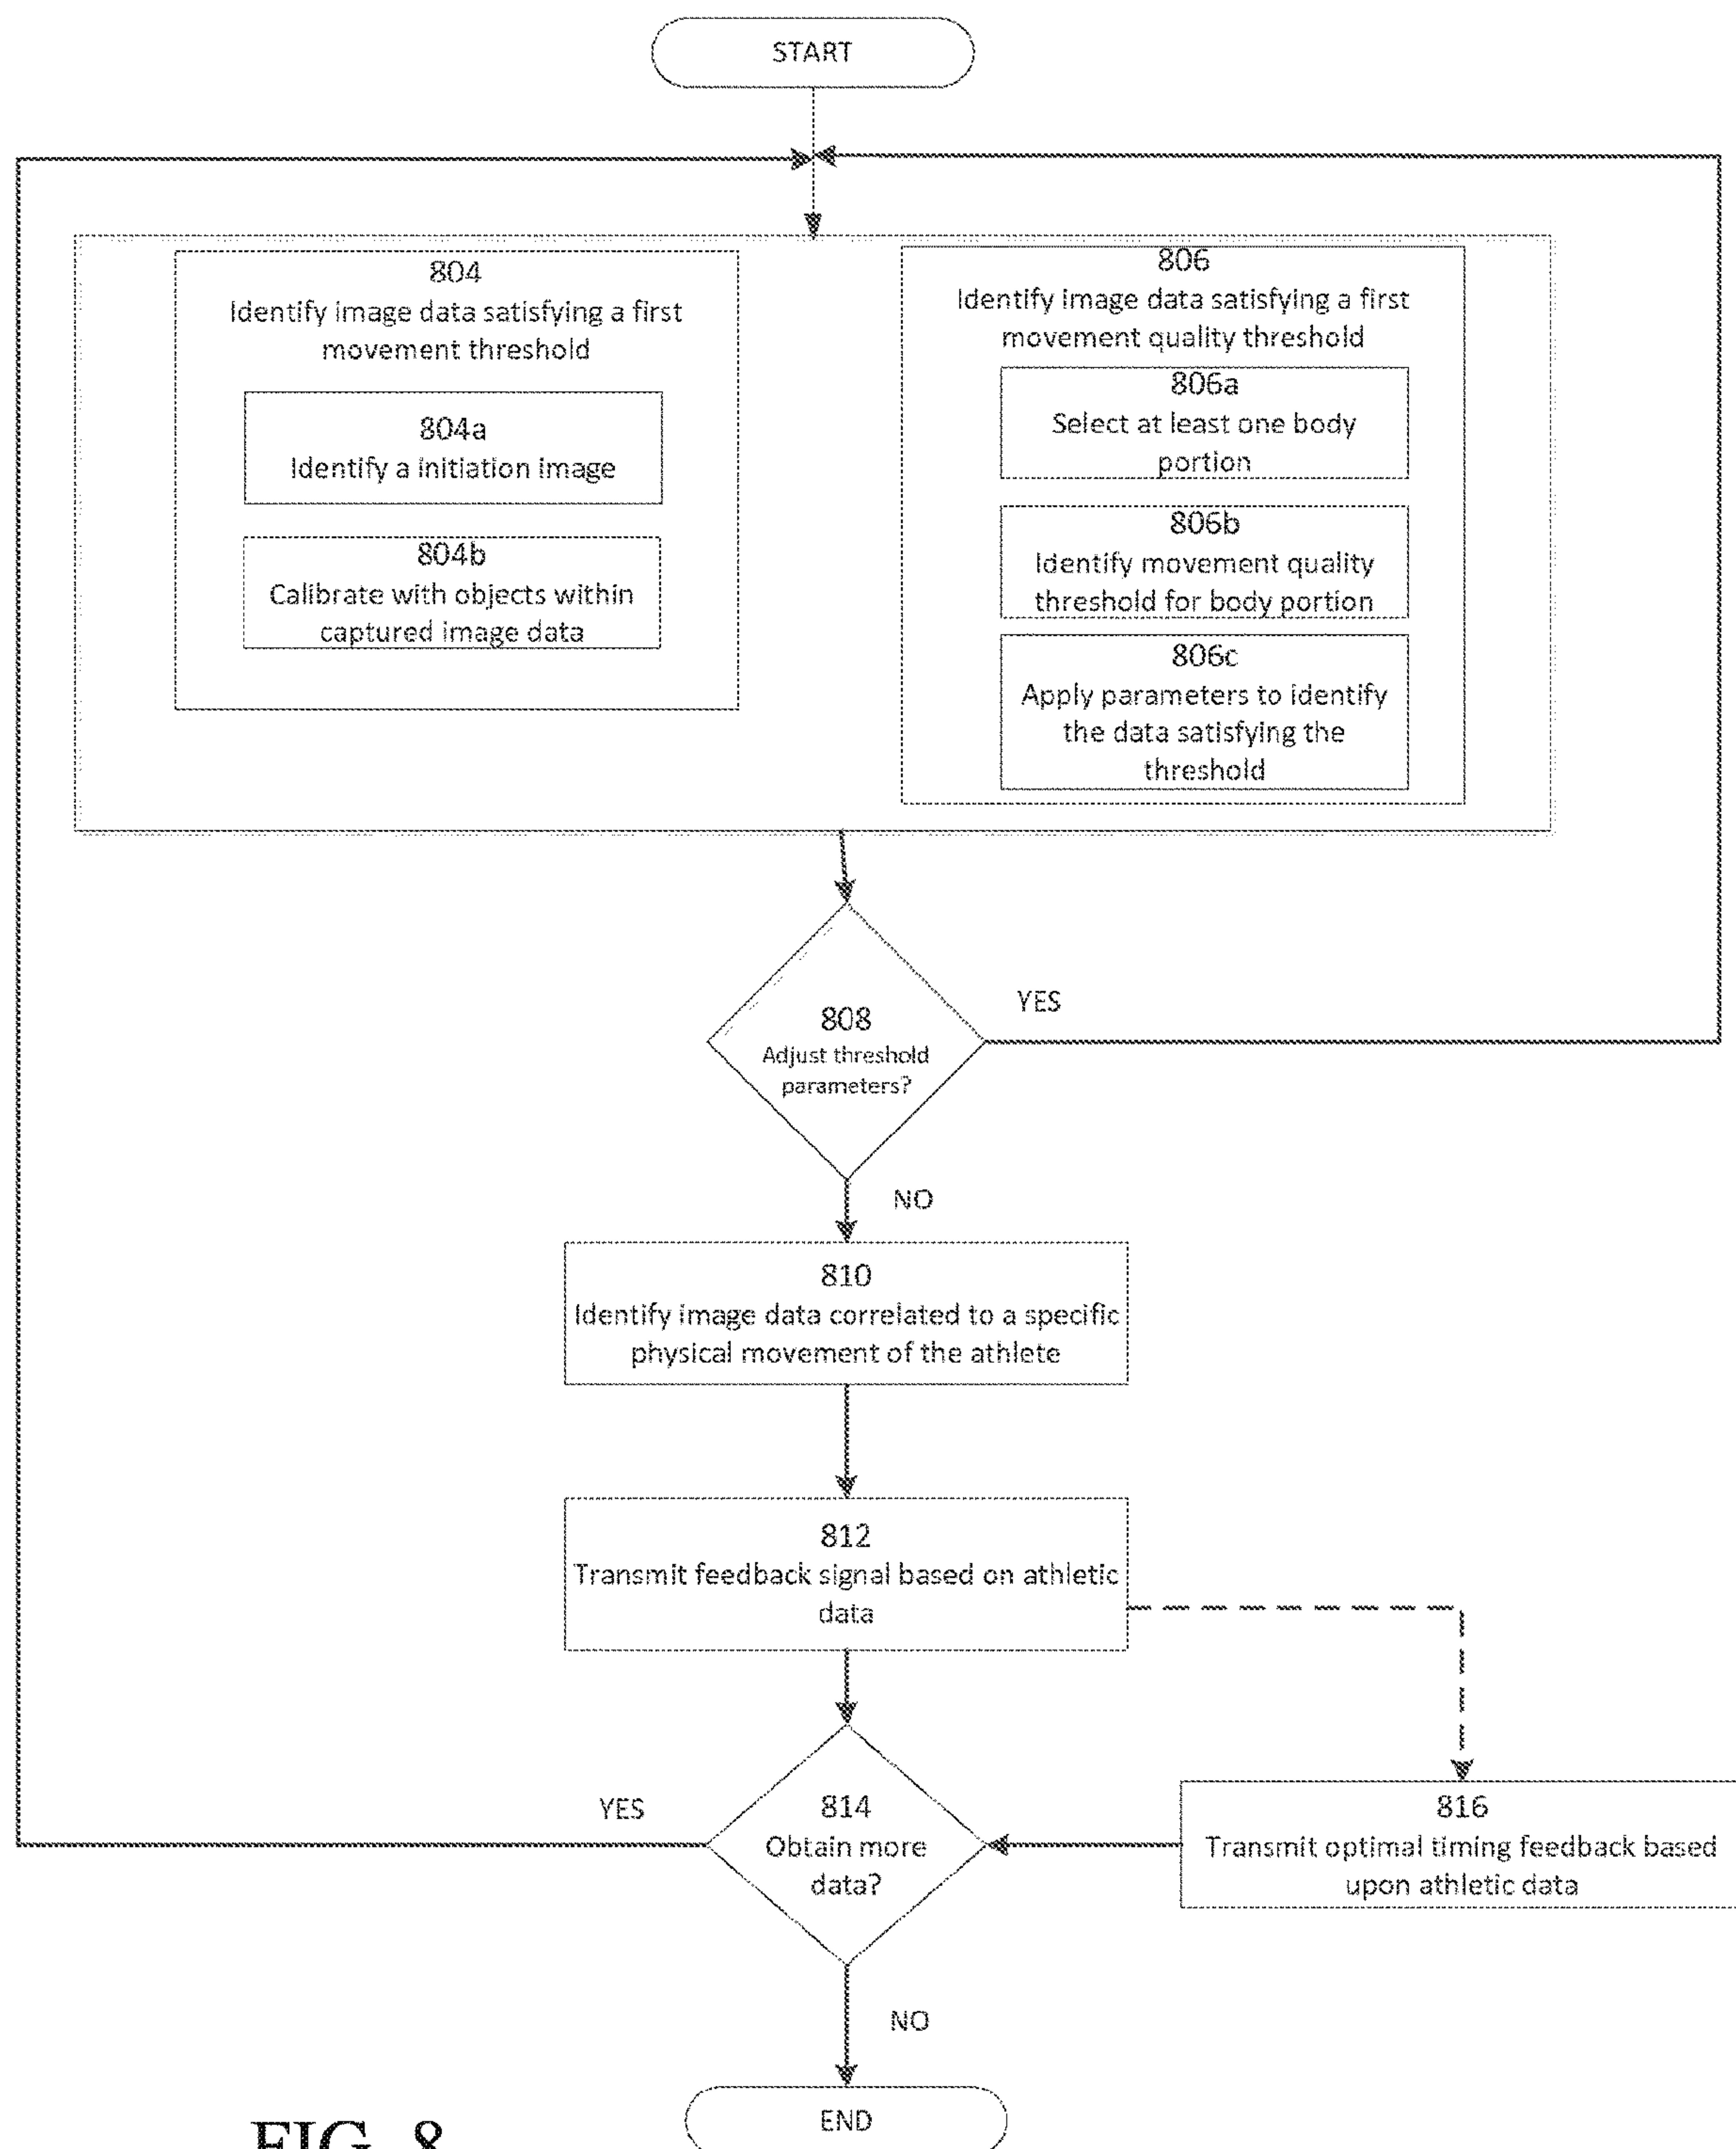 START
804
Identify image data satisfying a first
movement threshold
804a
Identify a initiation image
804b
Calibrate with objects within
captured image data
806
Identify image data satisfying a first
movement quality threshold
806a
Select at least one body
portion
806b
Identify movement quality
threshold for body portion
806c
Apply parameters to identify
the data satisfying the
threshold
808
Adjust threshold
parameters?
YES
NO
810
Identify image data correlated to a specific
physical movement of the athlete
812
Transmit feedback signal based on athletic
data
814
Obtain more
data?
YES
816
Transmit optimal timing feedback based
upon athletic data
NO
END
FIG. 8